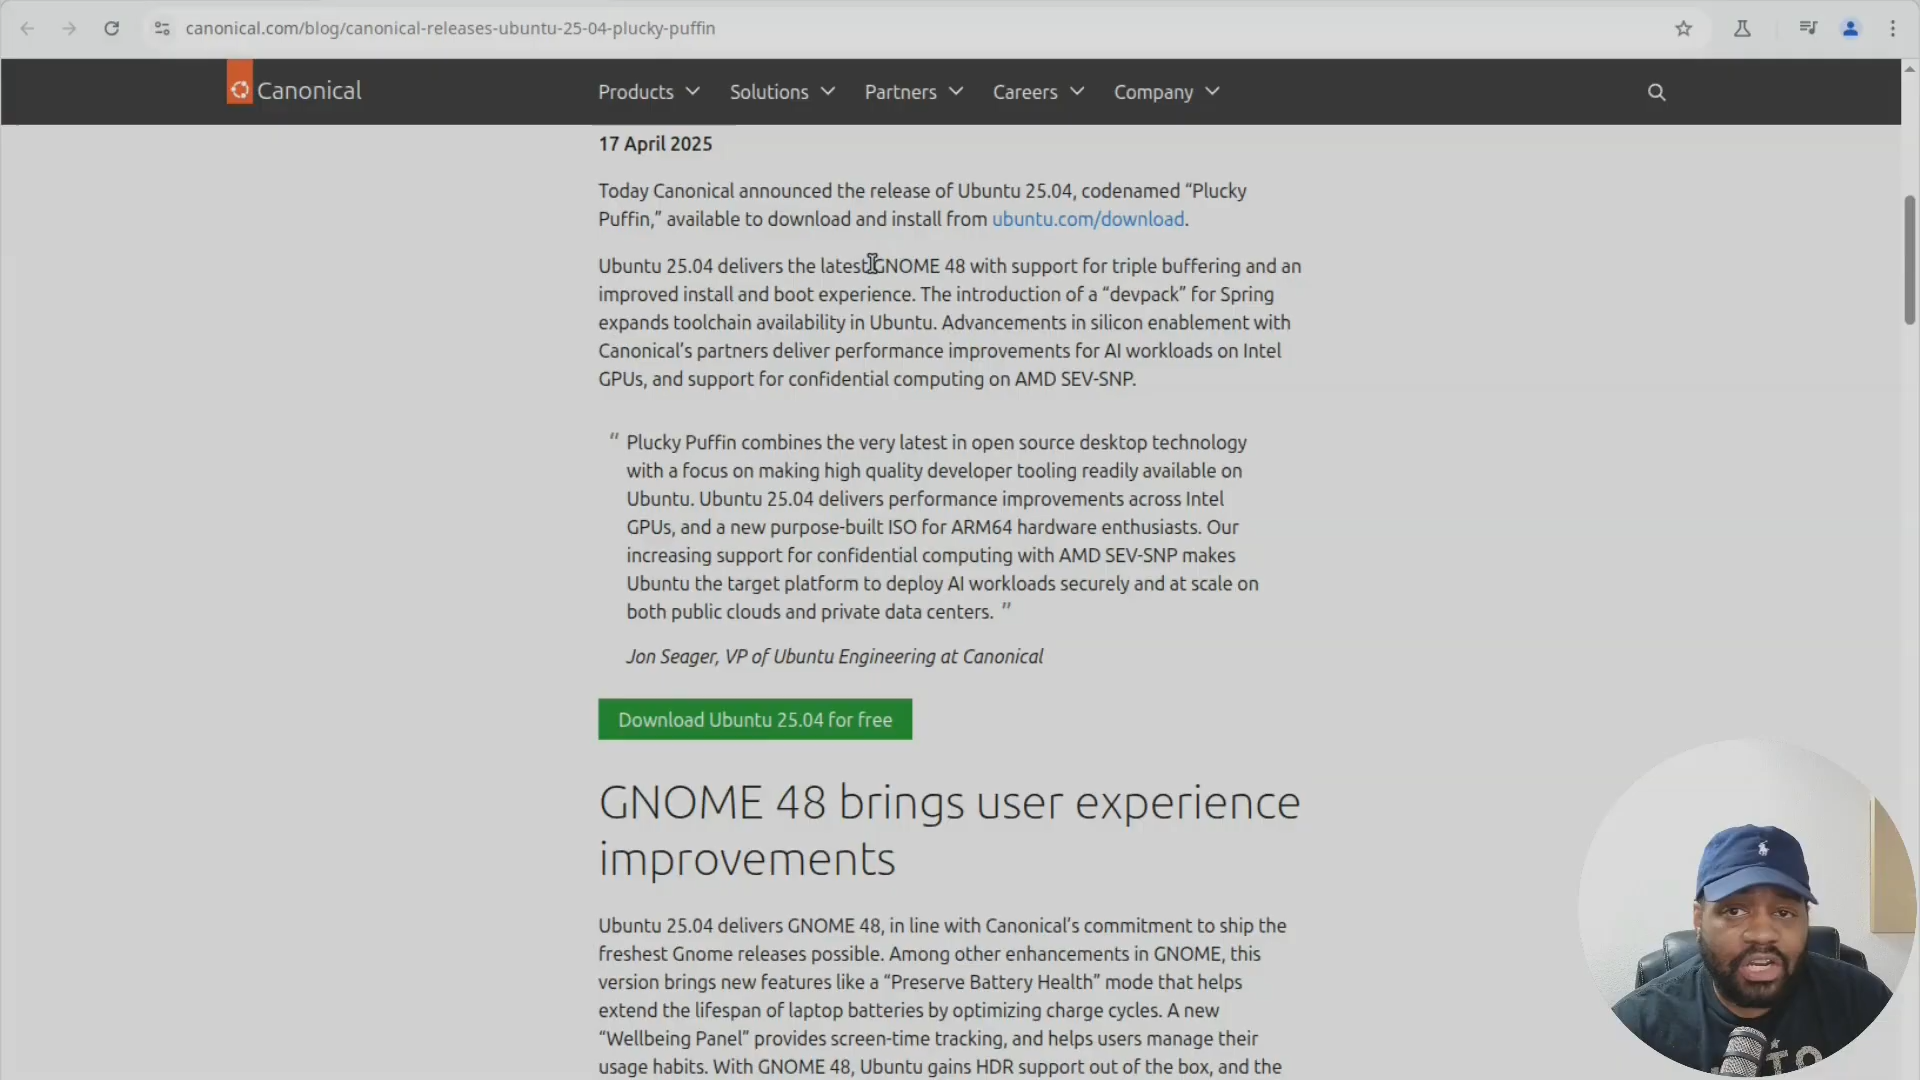 canonical.com/blog/canonical-releases-ubuntu-25-04-plucky-puffin
Canonical
Products
Solutions
Partners
Careers
Company
17 April 2025
Today Canonical announced the release of Ubuntu 25.04, codenamed “Plucky
Puffin,” available to download and install from ubuntu.com/download.
Ubuntu 25.04 delivers the latest GNOME 48 with support for triple buffering and an
improved install and boot experience. The introduction of a “devpack” for Spring
expands toolchain availability in Ubuntu. Advancements in silicon enablement with
Canonical’s partners deliver performance improvements for AI workloads on Intel
GPUs, and support for confidential computing on AMD SEV-SNP.
“ Plucky Puffin combines the very latest in open source desktop technology
with a focus on making high quality developer tooling readily available on
Ubuntu. Ubuntu 25.04 delivers performance improvements across Intel
GPUs, and a new purpose-built ISO for ARM64 hardware enthusiasts. Our
increasing support for confidential computing with AMD SEV-SNP makes
Ubuntu the target platform to deploy AI workloads securely and at scale on
both public clouds and private data centers. ”
Jon Seager, VP of Ubuntu Engineering at Canonical
Download Ubuntu 25.04 for free
GNOME 48 brings user experience
improvements
Ubuntu 25.04 delivers GNOME 48, in line with Canonical’s commitment to ship the
freshest Gnome releases possible. Among other enhancements in GNOME, this
version brings new features like a “Preserve Battery Health” mode that helps
extend the lifespan of laptop batteries by optimizing charge cycles. A new
“Wellbeing Panel” provides screen-time tracking, and helps users manage their
usage habits. With GNOME 48, Ubuntu gains HDR support out of the box, and the